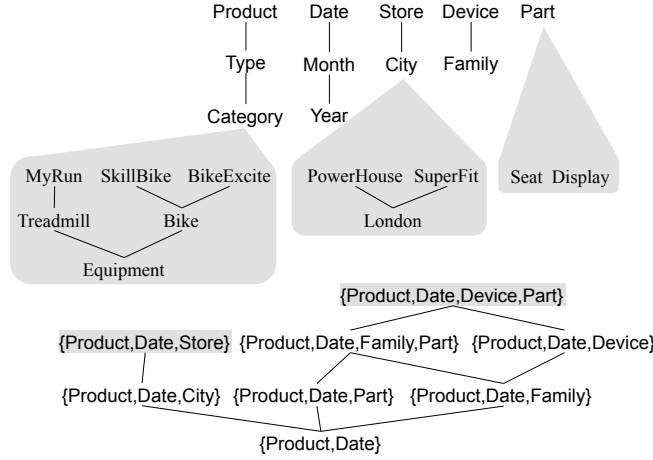 Product Date Store Device Part
Type Month City Family
Category Year
MyRun SkillBike BikeExcite PowerHouse SuperFit Seat Display
Treadmill Bike London
Equipment
{Product,Date,Device,Part}
{Product,Date,Store} {Product,Date,Family,Part} {Product,Date,Device}
{Product,Date,City} {Product,Date,Part} {Product,Date,Family}
{Product,Date}